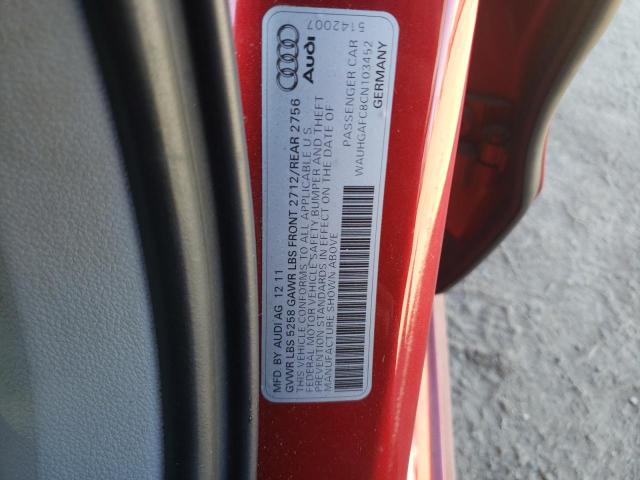 MFD. BY AUDI AG 12 11
GVWR LBS 5258 GAWR LBS FRONT 2712/REAR 2756
THIS VEHICLE CONFORMS TO ALL APPLICABLE U S
FEDERAL MOTOR VEHICLE SAFETY BUMPER AND THEFT
PREVENTION STANDARDS IN EFFECT ON THE DATE OF
MANUFACTURE SHOWN ABOVE
5142007
Audi
PASSENGER CAR
WAUHGAFC8CN103452
GERMANY